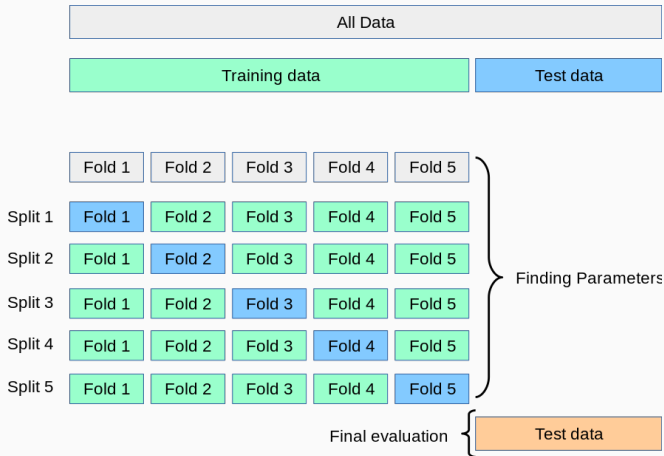 All Data
Training data Test data
Fold 1 Fold 2 Fold 3 Fold 4 Fold 5
Split 1 Fold 1 Fold 2 Fold 3 Fold 4 Fold 5
Split 2 Fold 1 Fold 2 Fold 3 Fold 4 Fold 5
Finding Parameters
Split 3 Fold 1 Fold 2 Fold 3 Fold 4 Fold 5
Split 4 Fold 1 Fold 2 Fold 3 Fold 4 Fold 5
Split 5 Fold 1 Fold 2 Fold 3 Fold 4 Fold 5
Final evaluation Test data